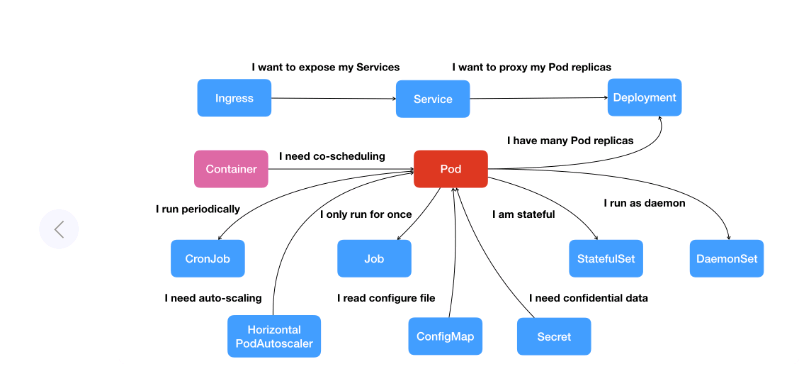 I want to expose my Services
I want to proxy my Pod replicas
Ingress
Service
Deployment
I have many Pod replicas
I need co-scheduling
Container
Pod
I run periodically
I only run for once
I am stateful
I run as daemon
CronJob
Job
StatefulSet
DaemonSet
I need auto-scaling
I read configure file
I need confidential data
Horizontal
PodAutoscaler
ConfigMap
Secret